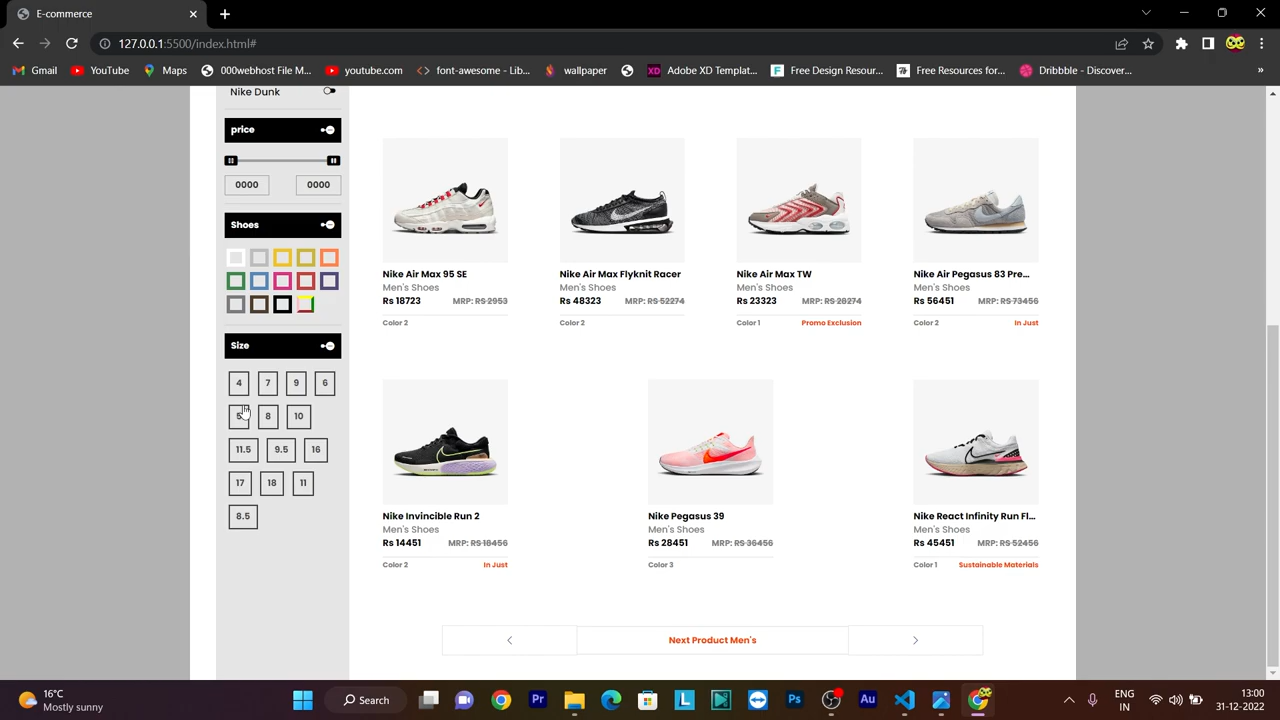 E-commerce
127.0.0.1:5500/index.html#
Gmail YouTube Maps 000webhost File M... youtube.com font-awesome - Lib... wallpaper Adobe XD Templat... Free Design Resour... Free Resources for... Dribbble - Discover...
Nike Dunk
price
0000 0000
Shoes
Size
4 7 9 6
5 8 10
11.5 9.5 16
17 18 11
8.5
Nike Air Max 95 SE
Men's Shoes
Rs 18723 MRP: RS 2953
Color 2
Nike Air Max Flyknit Racer
Men's Shoes
Rs 48323 MRP: RS 52274
Color 2
Nike Air Max TW
Men's Shoes
Rs 23323 MRP: RS 28274
Color 1 Promo Exclusion
Nike Air Pegasus 83 Pre...
Men's Shoes
Rs 56451 MRP: RS 73456
Color 2 In Just
Nike Invincible Run 2
Men's Shoes
Rs 14451 MRP: RS 18456
Color 2 In Just
Nike Pegasus 39
Men's Shoes
Rs 28451 MRP: RS 36456
Color 3
Nike React Infinity Run Fl...
Men's Shoes
Rs 45451 MRP: RS 52456
Color 1 Sustainable Materials
Next Product Men's
16°C
Mostly sunny
Search
ENG
IN
13:00
31-12-2022